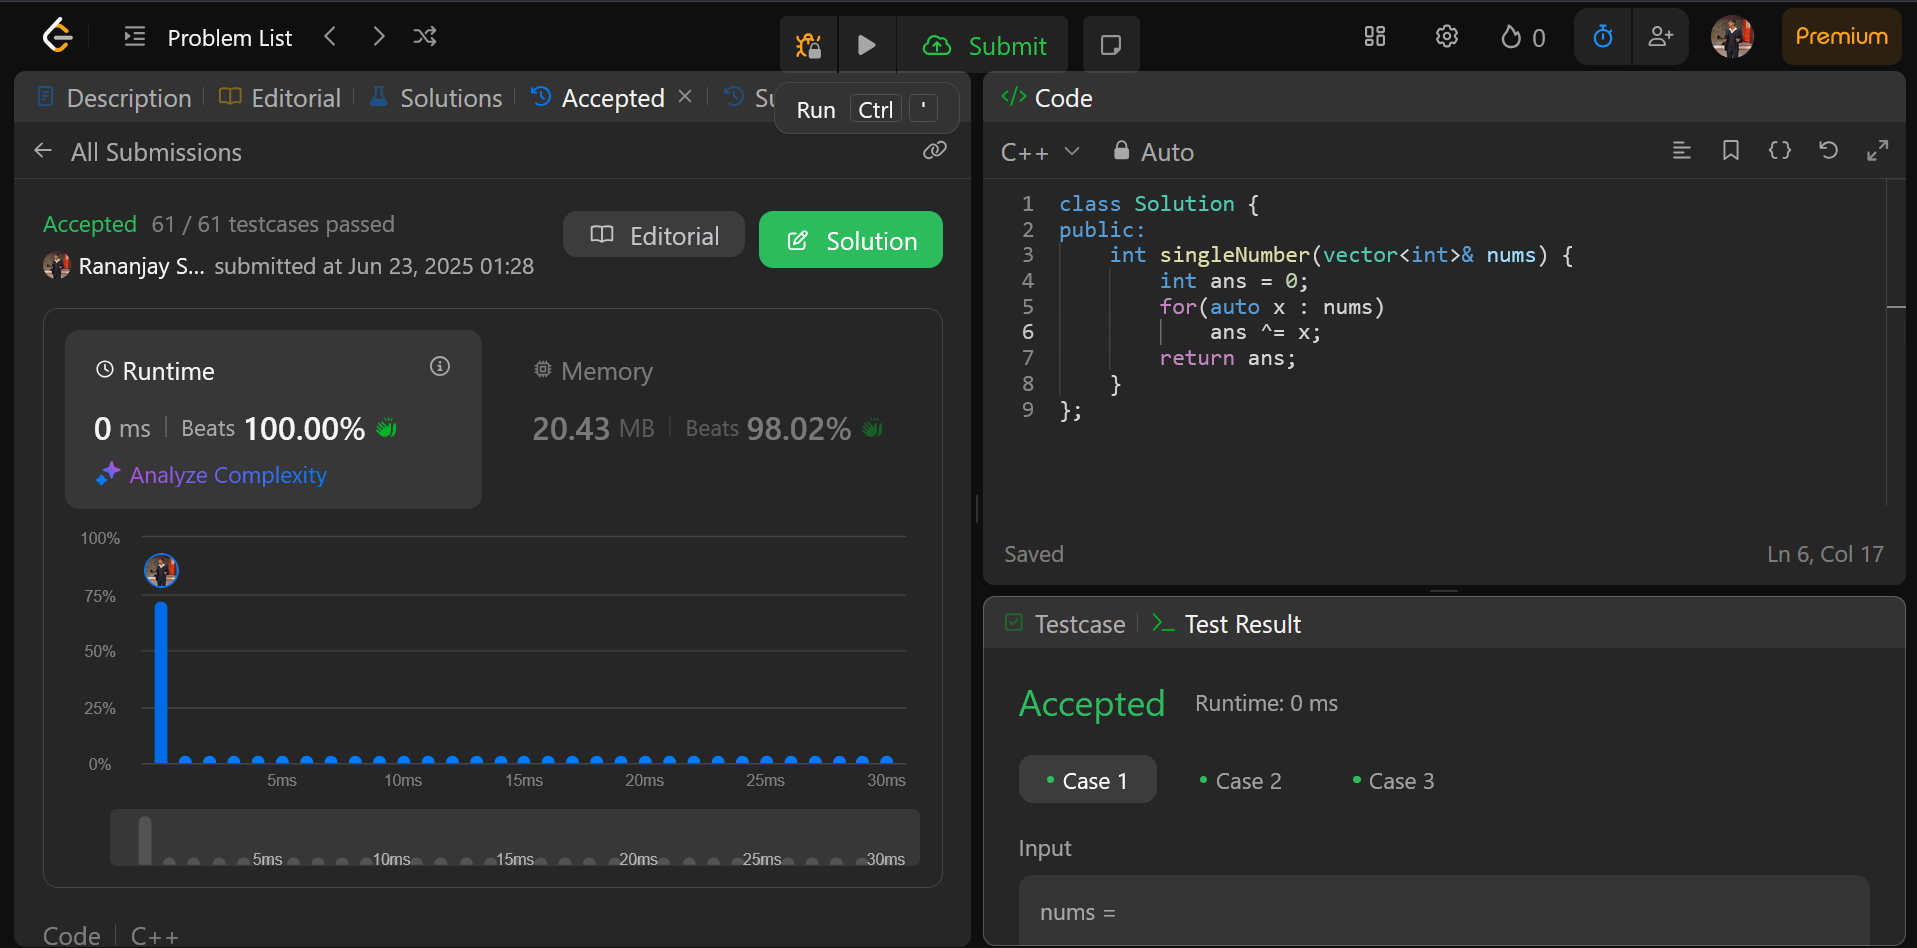 Problem List
Submit
0
Premium
Description
Editorial
Solutions
Accepted
Run Ctrl '
All Submissions
Accepted 61 / 61 testcases passed
Editorial
Solution
Rananjay S... submitted at Jun 23, 2025 01:28
Runtime
0 ms Beats 100.00%
Analyze Complexity
Memory
20.43 MB Beats 98.02%
100%
75%
50%
25%
0%
5ms 10ms 15ms 20ms 25ms 30ms
5ms 10ms 15ms 20ms 25ms 30ms
Code C++
</> Code
C++ Auto
1 class Solution {
2 public:
3 int singleNumber(vector<int>& nums) {
4 int ans = 0;
5 for(auto x : nums)
6 ans ^= x;
7 return ans;
8 }
9 };
Saved
Ln 6, Col 17
Testcase
Test Result
Accepted Runtime: 0 ms
Case 1 Case 2 Case 3
Input
nums =